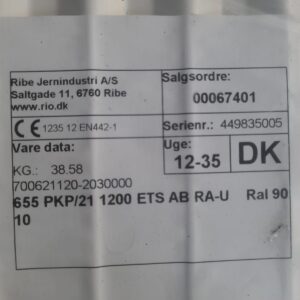 Ribe Jernindustri A/S
Saltgade 11, 6760 Ribe
www.rio.dk
Salgsordre:
00067401
CE 1235 12 EN442-1
Serienr.: 449835005
Vare data:
Uge:
12-35
DK
KG.: 38.58
700621120-2030000
655 PKP/21 1200 ETS AB RA-U Ral 90
10